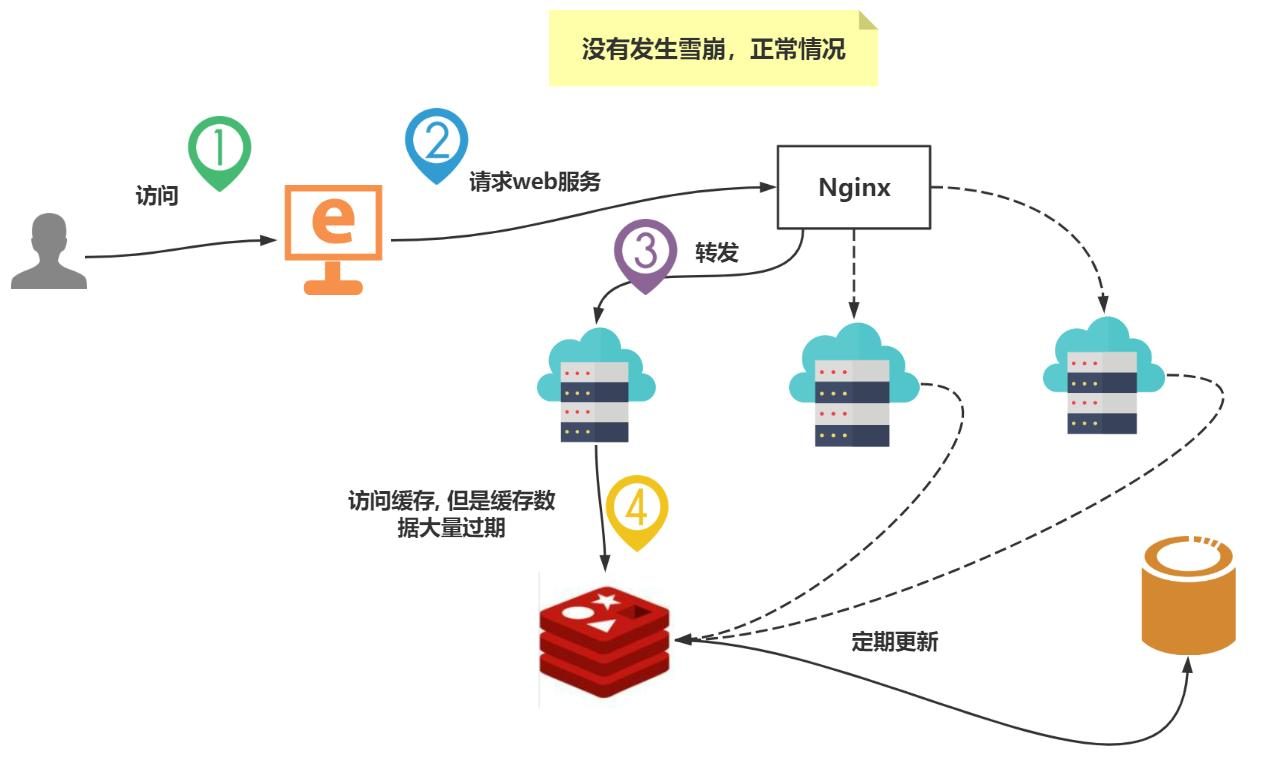 没有发生雪崩，正常情况
1
2
访问
请求web服务
Nginx
e
3
转发
访问缓存, 但是缓存数
据大量过期
4
定期更新